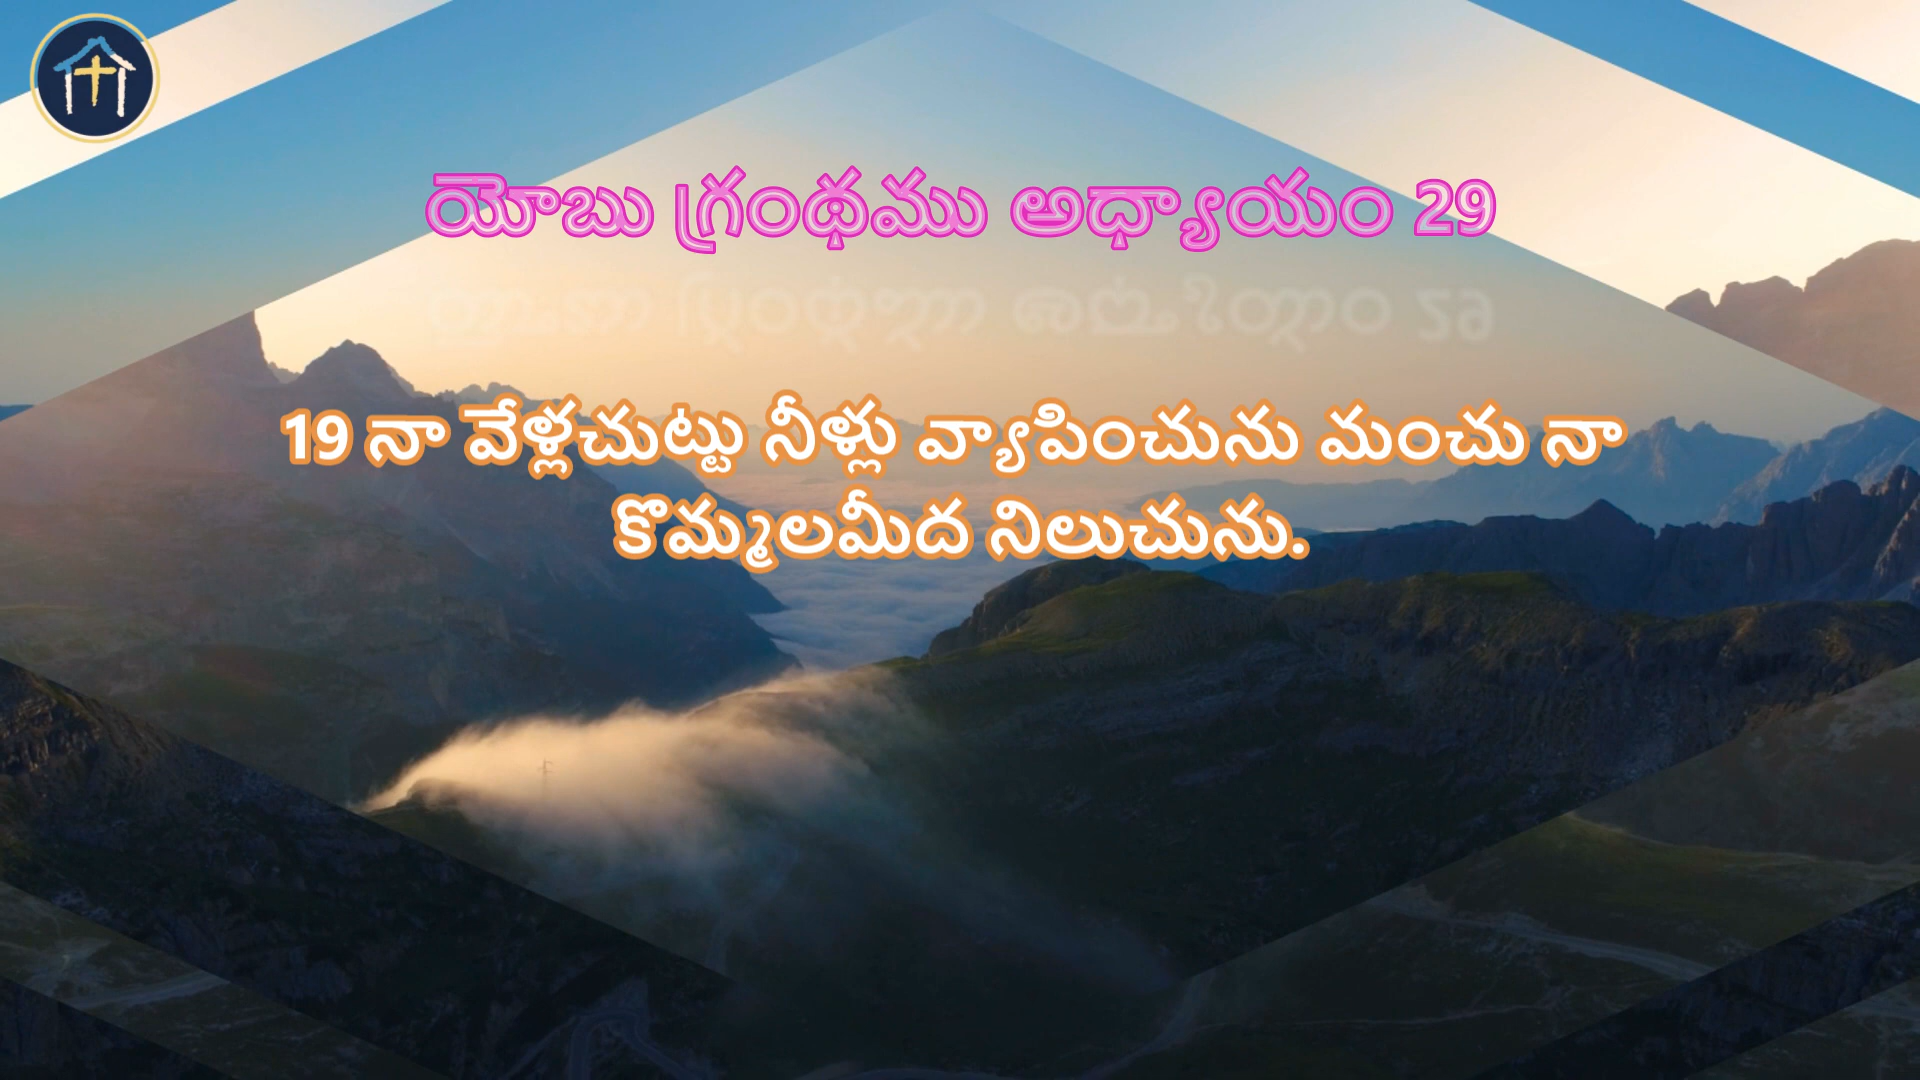 యోబు గ్రంథము అధ్యాయం 29
19 నా వేళ్లచుట్టు నీళ్లు వ్యాపించును మంచు నా
కొమ్మలమీద నిలుచును.